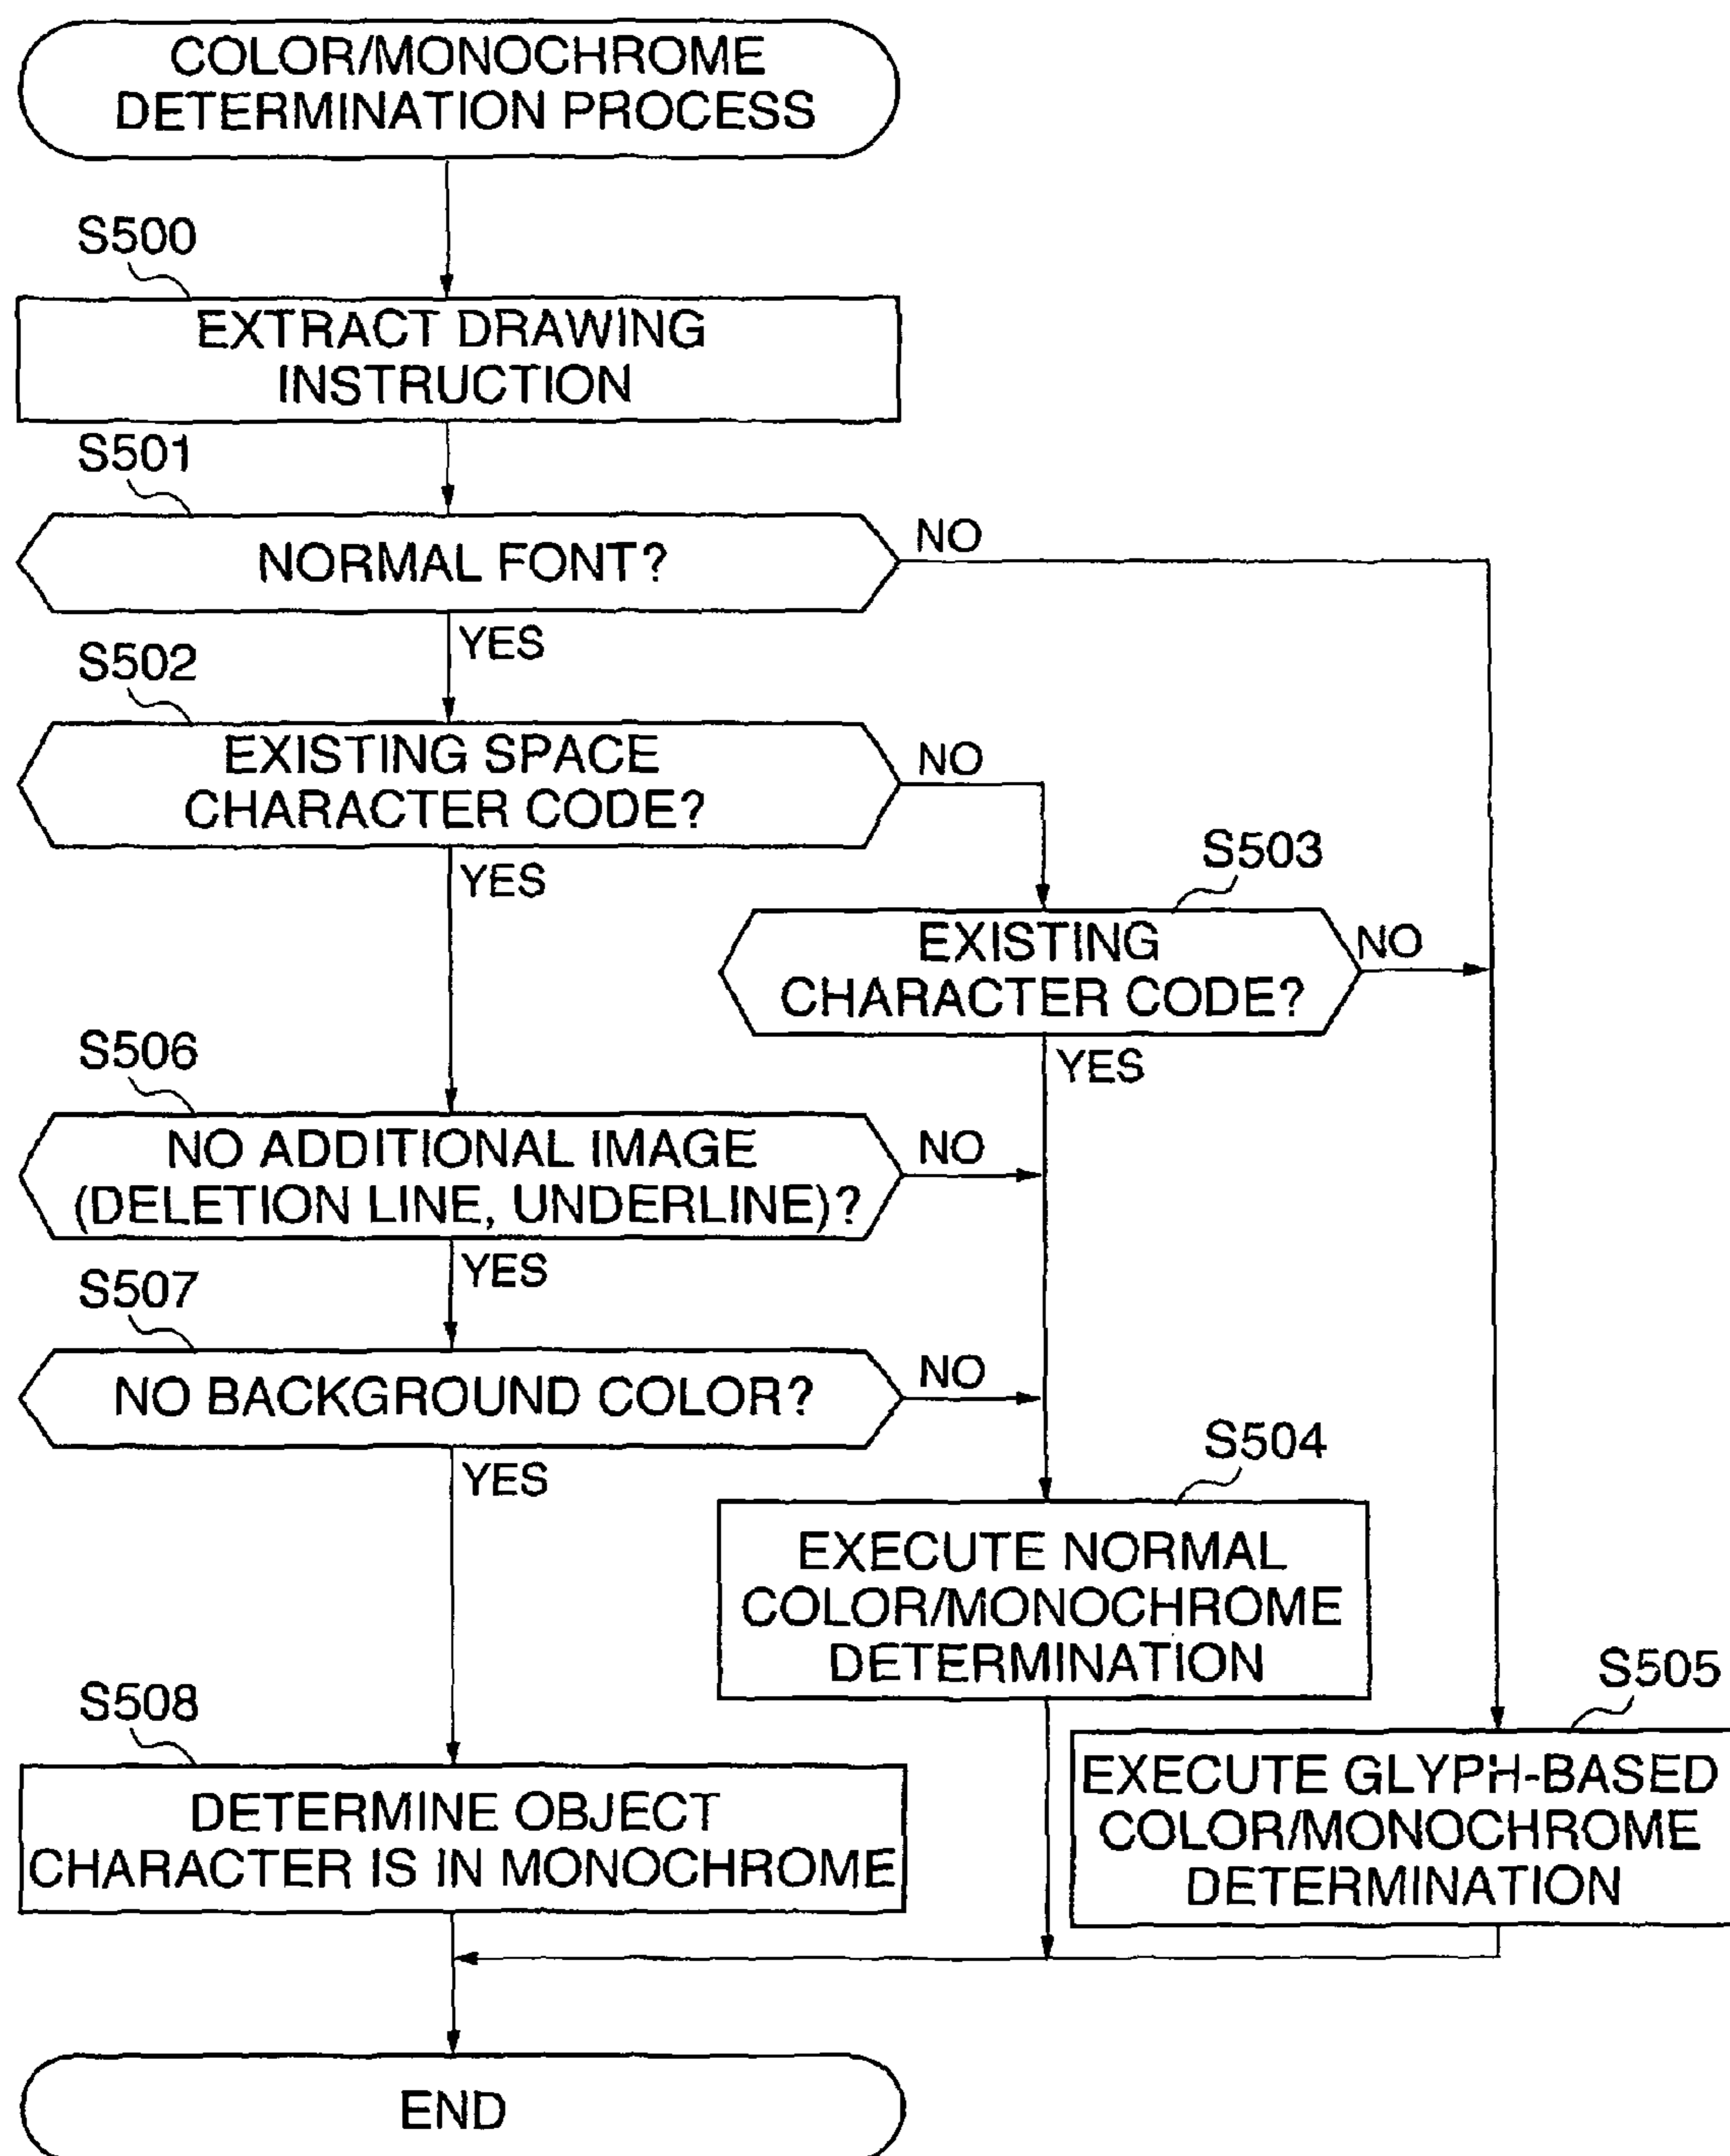 COLOR/MONOCHROME
DETERMINATION PROCESS
S500
EXTRACT DRAWING
INSTRUCTION
S501
NORMAL FONT?
NO
YES
S502
EXISTING SPACE
CHARACTER CODE?
NO
YES
S503
EXISTING
CHARACTER CODE?
NO
YES
S506
NO ADDITIONAL IMAGE
(DELETION LINE, UNDERLINE)?
NO
YES
S507
NO BACKGROUND COLOR?
NO
YES
S504
EXECUTE NORMAL
COLOR/MONOCHROME
DETERMINATION
S505
EXECUTE GLYPH-BASED
COLOR/MONOCHROME
DETERMINATION
S508
DETERMINE OBJECT
CHARACTER IS IN MONOCHROME
END